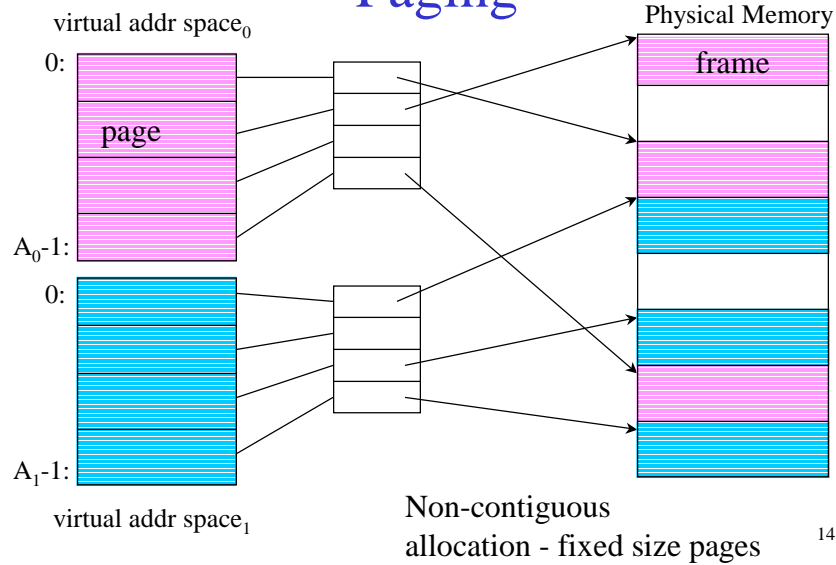 Paging
virtual addr space₀
Physical Memory
0:
frame
page
A₀-1:
0:
A₁-1:
virtual addr space₁
Non-contiguous
allocation - fixed size pages
14